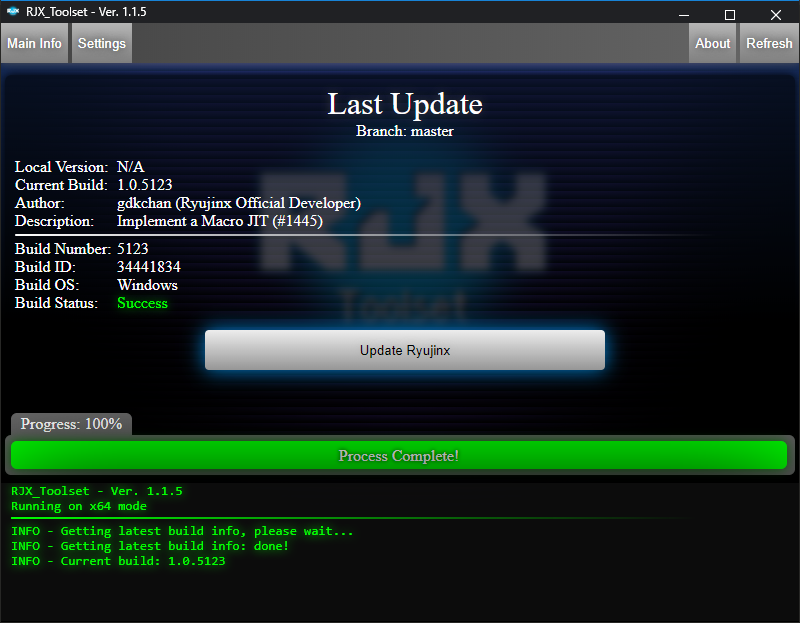 RJX_Toolset - Ver. 1.1.5
Main Info Settings About Refresh
Last Update
Branch: master
Local Version: N/A
Current Build: 1.0.5123
Author: gdkchan (Ryujinx Official Developer)
Description: Implement a Macro JIT (#1445)
Build Number: 5123
Build ID: 34441834
Build OS: Windows
Build Status: Success
RJX
Toolset
Update Ryujinx
Progress: 100%
Process Complete!
RJX_Toolset - Ver. 1.1.5
Running on x64 mode
INFO - Getting latest build info, please wait...
INFO - Getting latest build info: done!
INFO - Current build: 1.0.5123